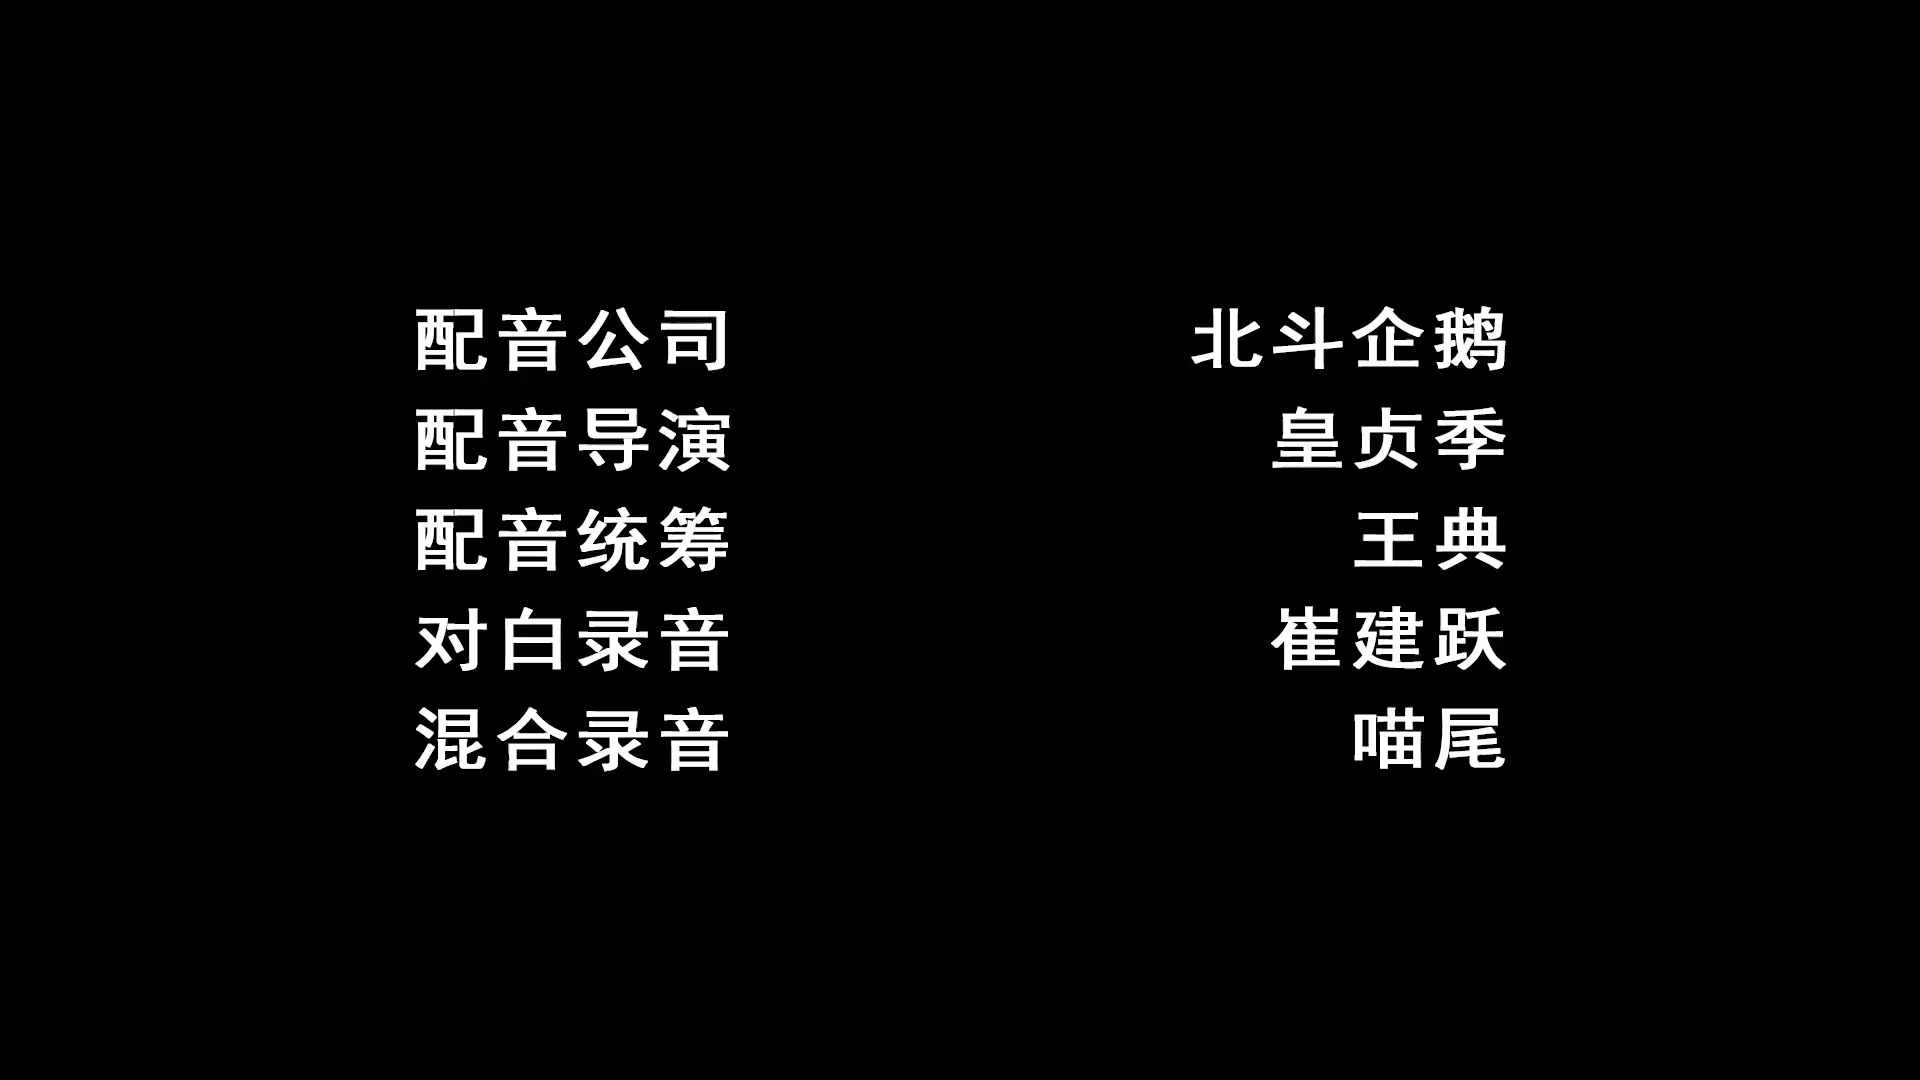 配音公司 北斗企鹅
配音导演 皇贞季
配音统筹 王典
对白录音 崔建跃
混合录音 喵尾